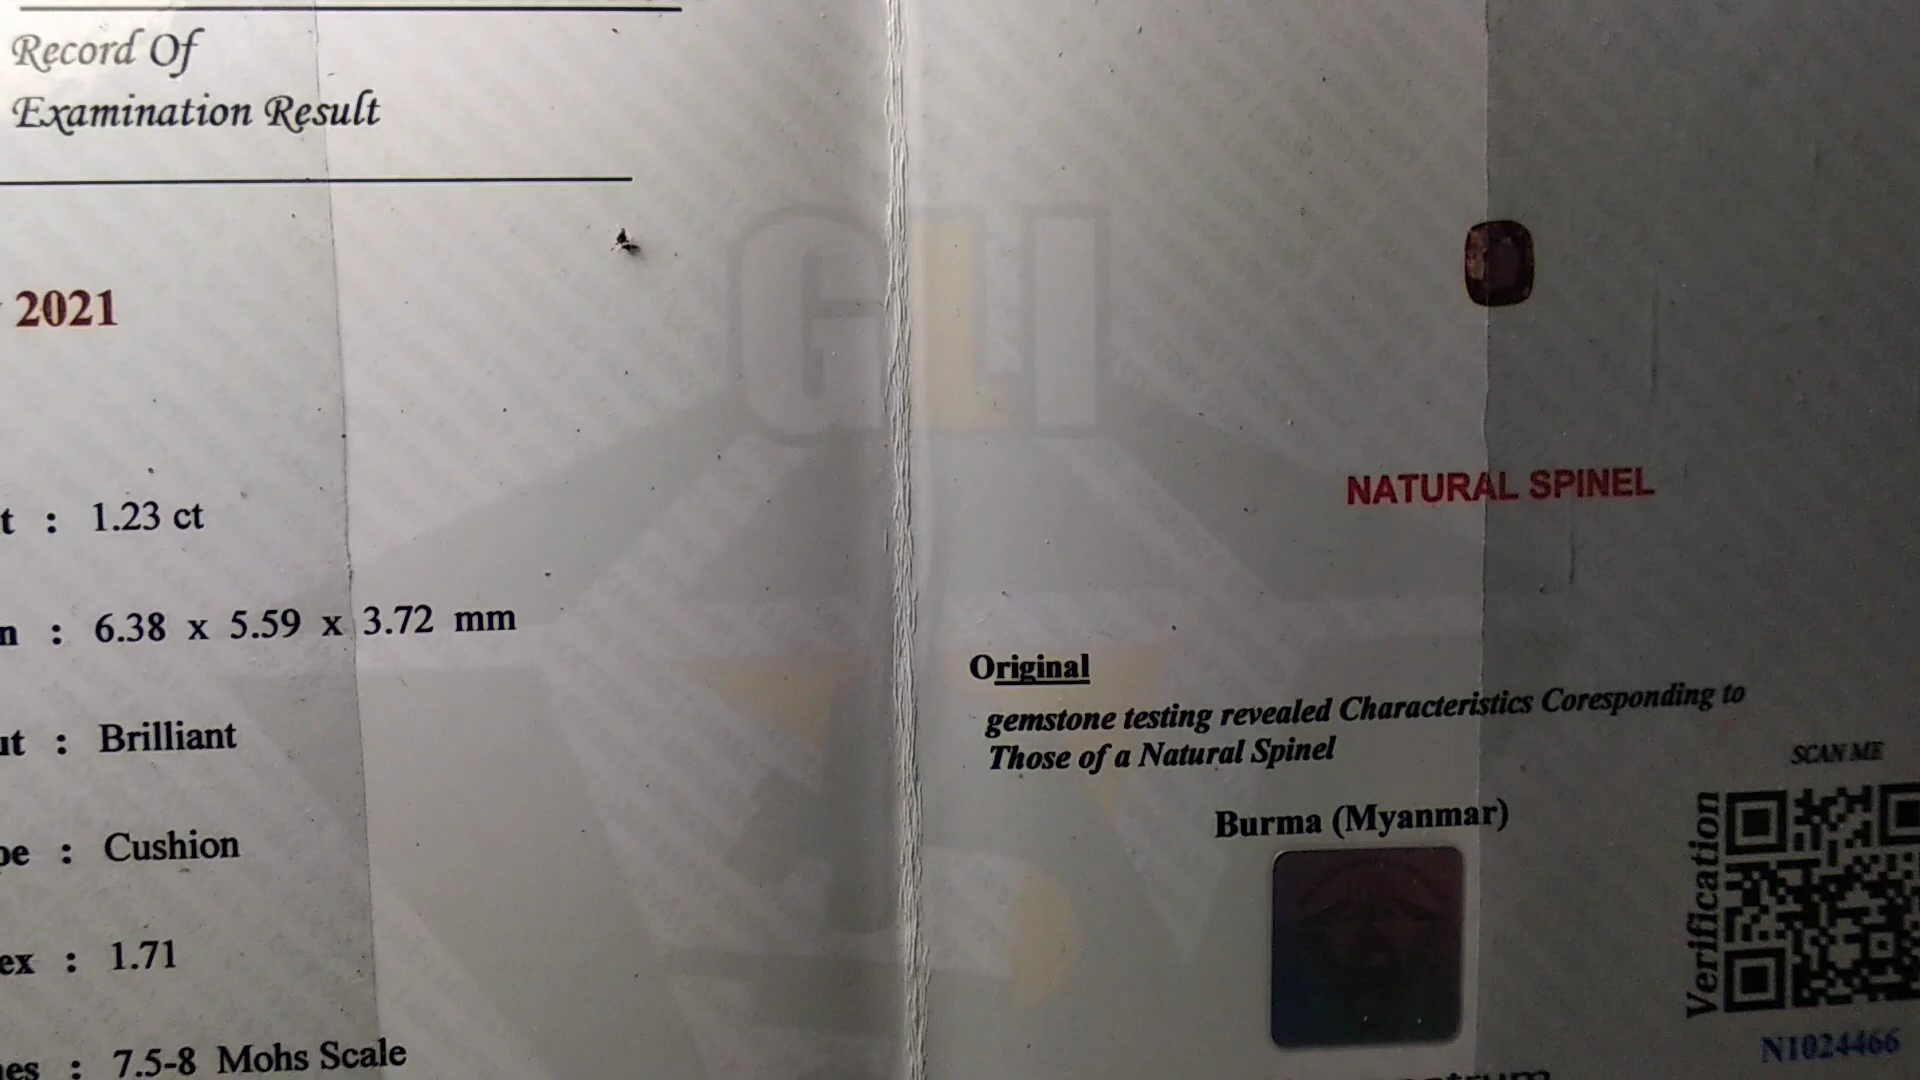 Record Of
Examination Result
2021
GLI
t : 1.23 ct
n : 6.38 x 5.59 x 3.72 mm
ut : Brilliant
pe : Cushion
ex : 1.71
es : 7.5-8 Mohs Scale
NATURAL SPINEL
Original
gemstone testing revealed Characteristics Coresponding to
Those of a Natural Spinel
Burma (Myanmar)
SCAN ME
Verification
N1024466